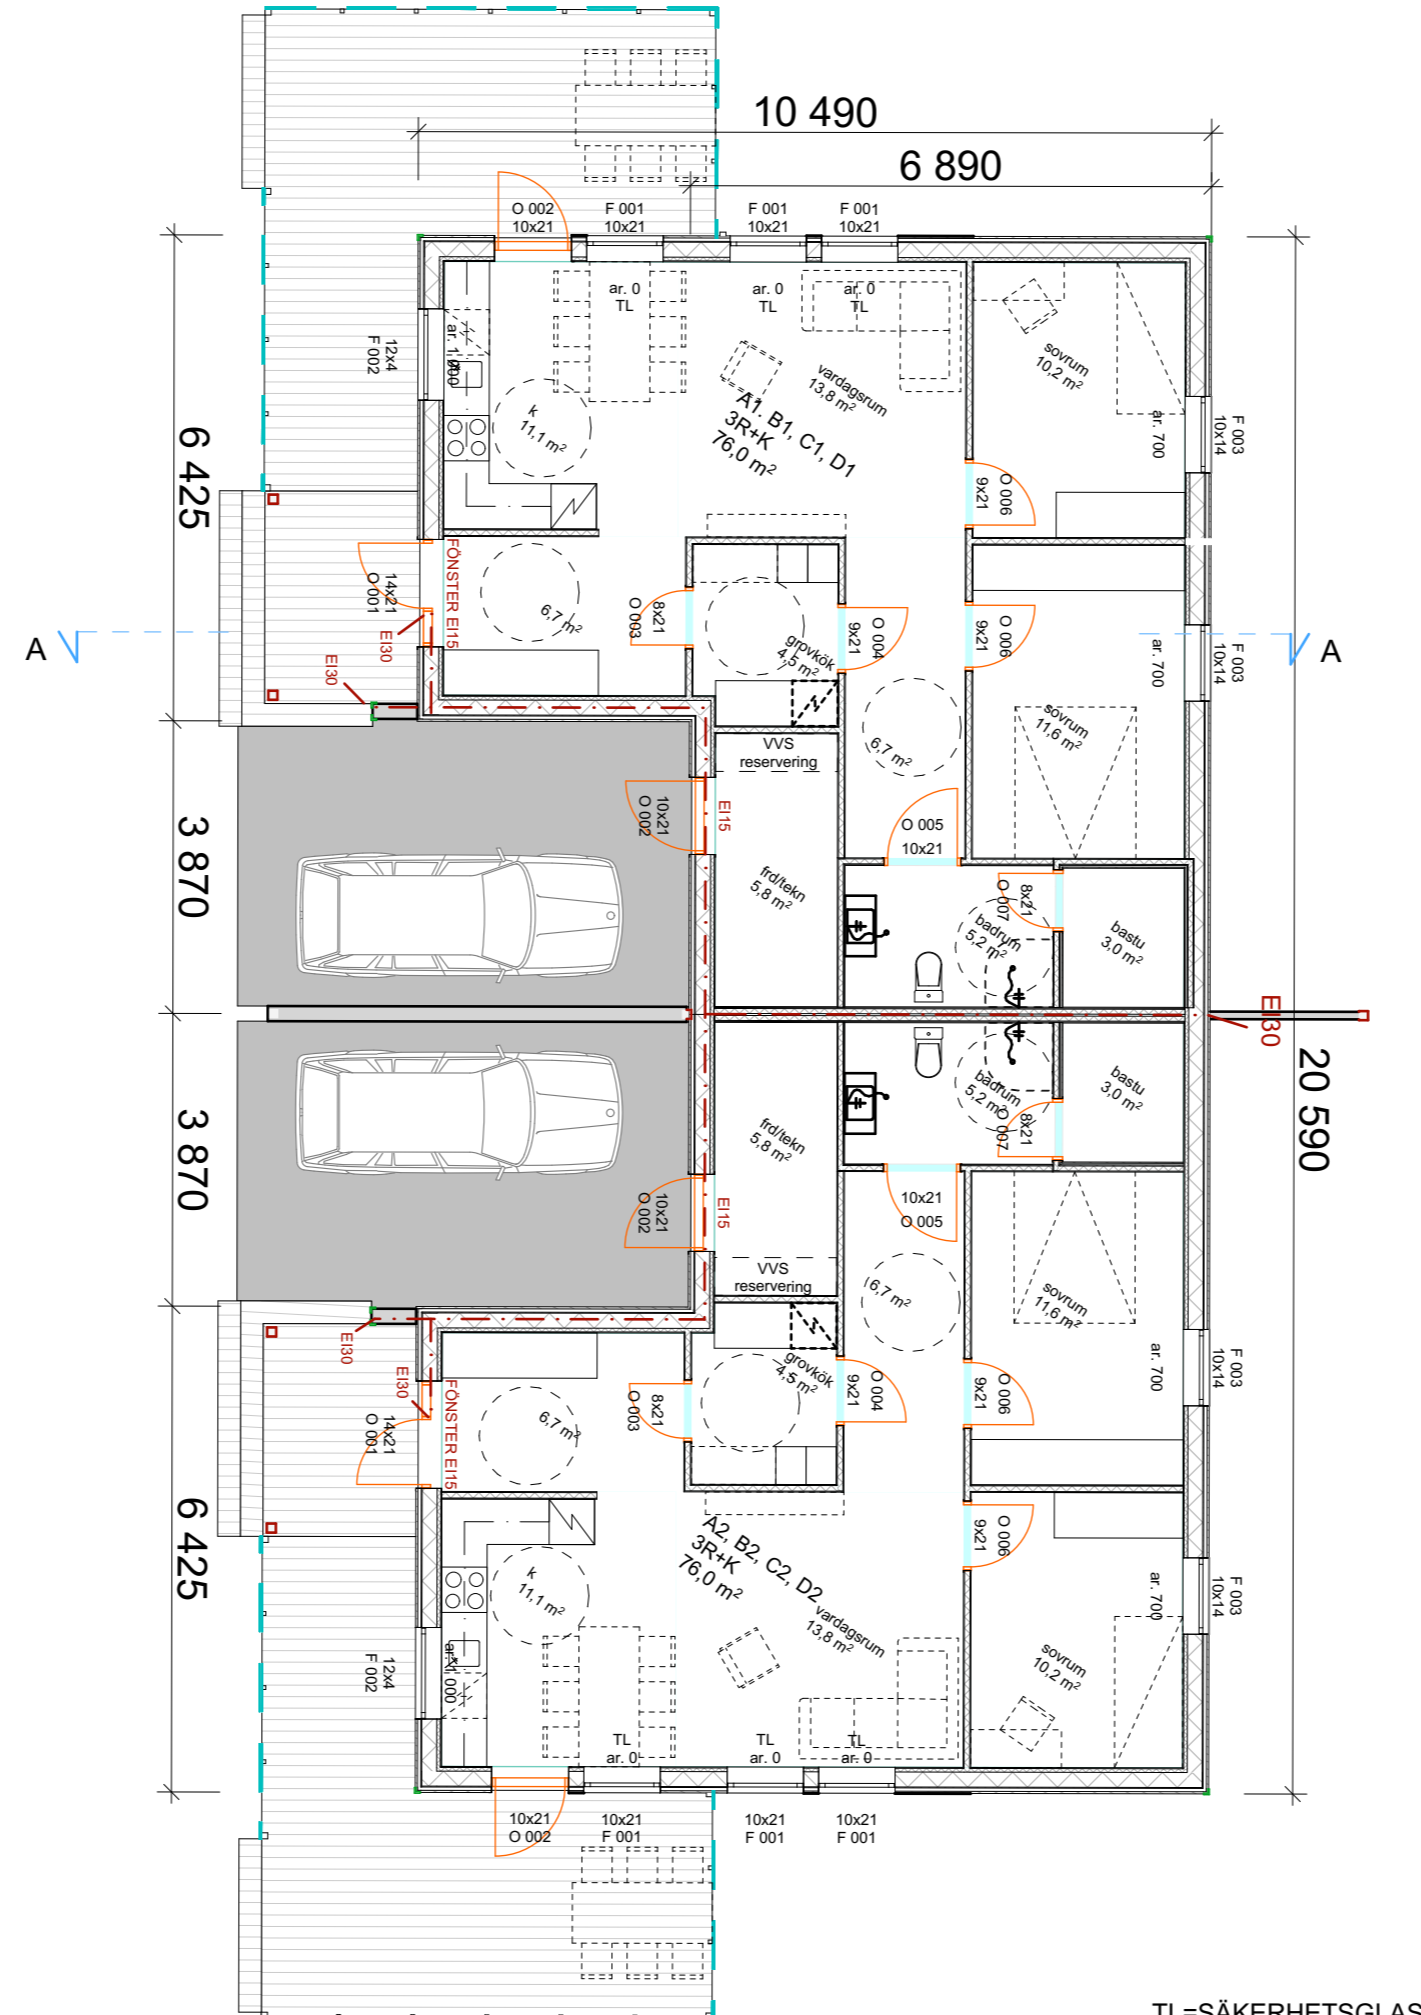 10 490
6 890
O 002
10x21
F 001
10x21
F 001
10x21
F 001
10x21
ar. 0
TL
ar. 0
TL
ar. 0
TL
12x4
F 002
ar. 1 000
k
11,1 m²
vardagsrum
13,8 m²
A1. B1, C1, D1
3R+K
76,0 m²
sovrum
10,2 m²
ar. 700
F 003
10x14
O 006
9x21
6 425
14x21
O 001
FÖNSTER EI15
EI30
EI30
6,7 m²
8x21
O 003
grovkök
4,5 m²
O 004
9x21
O 006
9x21
ar. 700
F 003
10x14
A
A
sovrum
11,6 m²
6,7 m²
VVS
reservering
10x21
O 002
EI15
O 005
10x21
3 870
frd/tekn
5,8 m²
8x21
O 007
badrum
5,2 m²
bastu
3,0 m²
EI30
20 590
3 870
frd/tekn
5,8 m²
badrum
5,2 m²
8x21
O 007
bastu
3,0 m²
10x21
O 002
EI15
10x21
O 005
VVS
reservering
6,7 m²
sovrum
11,6 m²
EI30
EI30
FÖNSTER EI15
14x21
O 001
6,7 m²
8x21
O 003
grovkök
4,5 m²
O 004
9x21
O 006
9x21
ar. 700
F 003
10x14
6 425
A2, B2, C2, D2
3R+K
76,0 m²
k
11,1 m²
vardagsrum
13,8 m²
O 006
9x21
ar. 700
F 003
10x14
sovrum
10,2 m²
12x4
F 002
ar. 1 000
TL
ar. 0
TL
ar. 0
TL
ar. 0
10x21
O 002
10x21
F 001
10x21
F 001
10x21
F 001
TL=SÄKERHETSGLAS